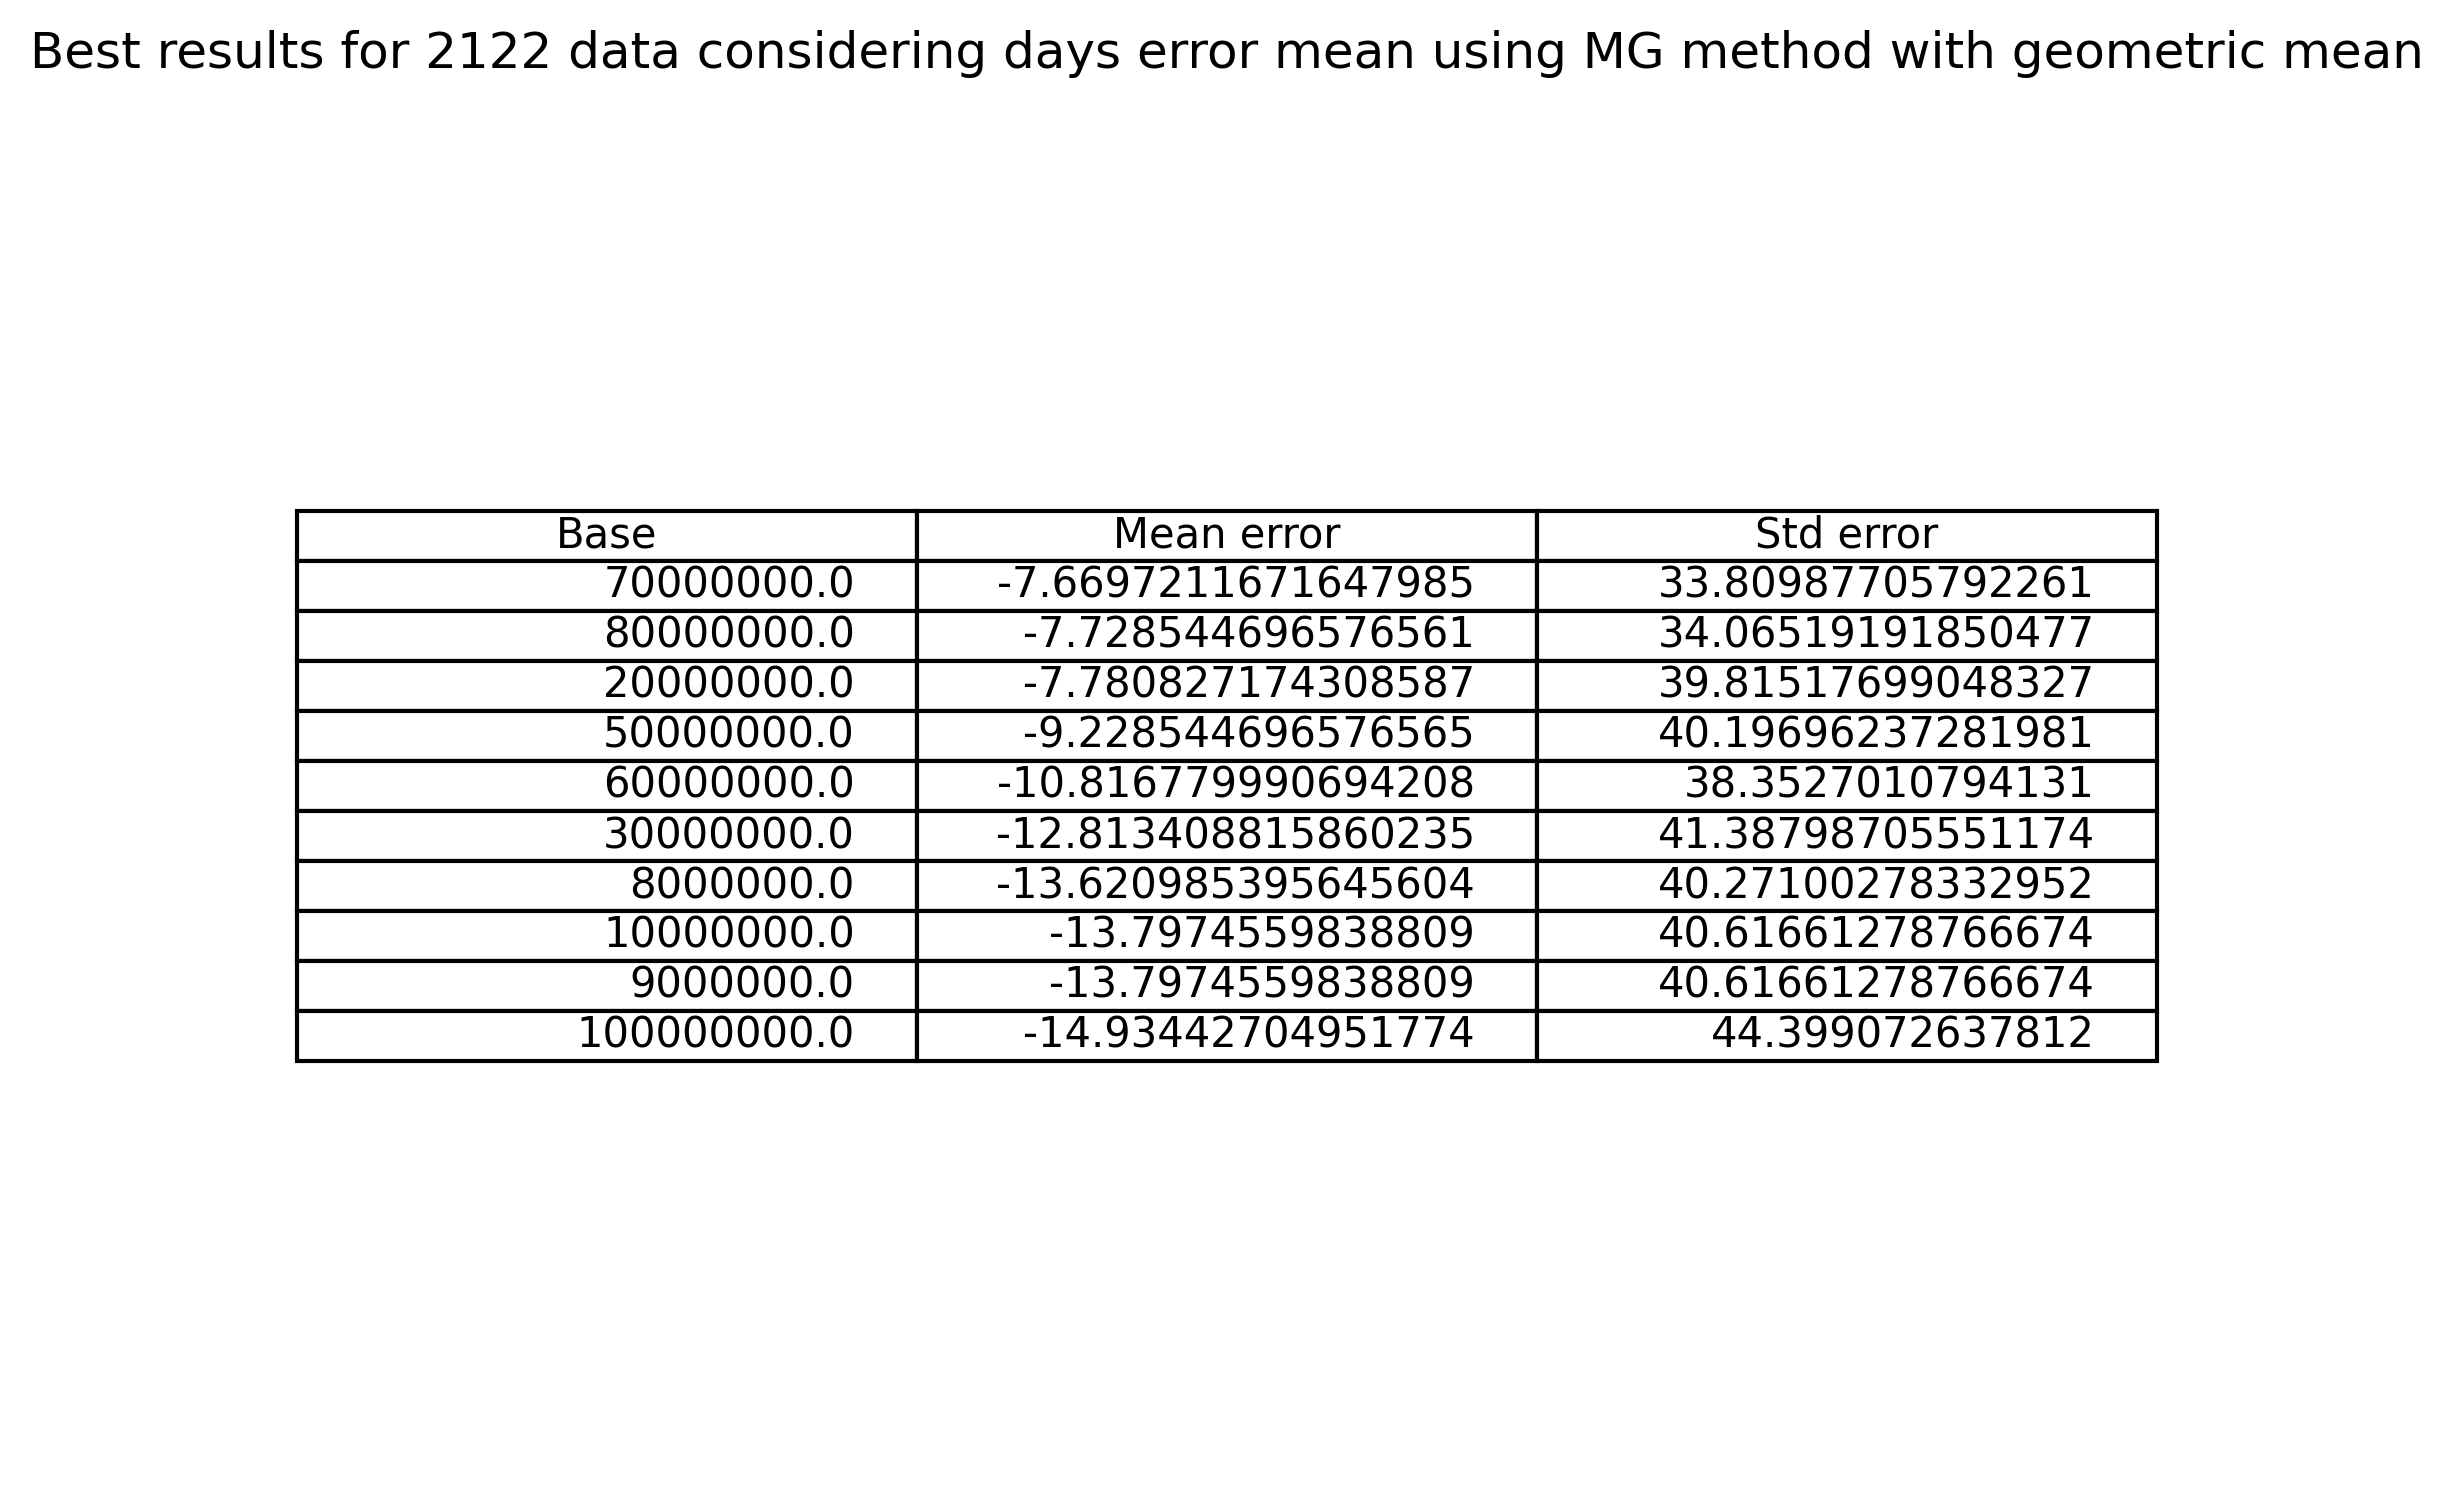 Best results for 2122 data considering days error mean using MG method with geometric mean
Base Mean error Std error
70000000.0 -7.6697211671647985 33.80987705792261
80000000.0 -7.728544696576561 34.06519191850477
20000000.0 -7.780827174308587 39.81517699048327
50000000.0 -9.228544696576565 40.19696237281981
60000000.0 -10.816779990694208 38.3527010794131
30000000.0 -12.813408815860235 41.38798705551174
8000000.0 -13.620985395645604 40.27100278332952
10000000.0 -13.7974559838809 40.61661278766674
9000000.0 -13.7974559838809 40.61661278766674
100000000.0 -14.93442704951774 44.399072637812